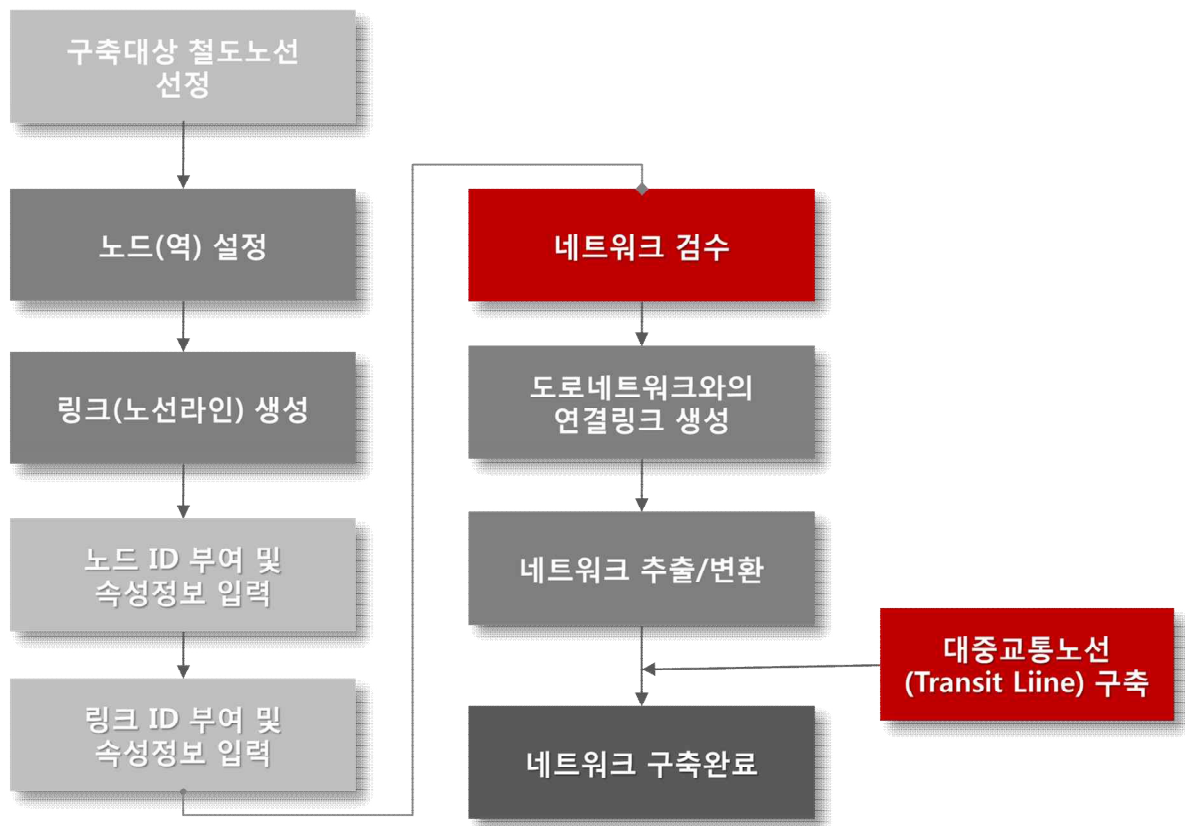 구축대상 철도노선
선정
노드(역) 설정
링크(노선라인) 생성
노드 ID 부여 및
속성정보 입력
링크 ID 부여 및
속성정보 입력
네트워크 검수
도로네트워크와의
연결링크 생성
네트워크 추출/변환
대중교통노선
(Transit Liine) 구축
네트워크 구축완료